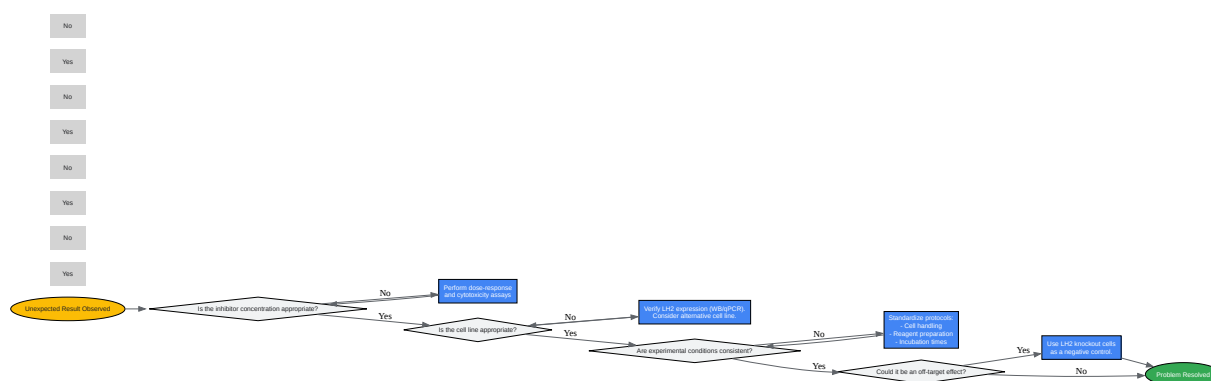 No
Yes
No
Yes
No
Yes
No
Yes
Unexpected Result Observed
Is the inhibitor concentration appropriate?
No
Perform dose-response
and cytotoxicity assays
Yes
Is the cell line appropriate?
No
Verify LH2 expression (WB/qPCR).
Consider alternative cell line.
Yes
Are experimental conditions consistent?
No
Standardize protocols:
- Cell handling
- Reagent preparation
- Incubation times
Yes
Could it be an off-target effect?
Yes
Use LH2 knockout cells
as a negative control.
No
Problem Resolved